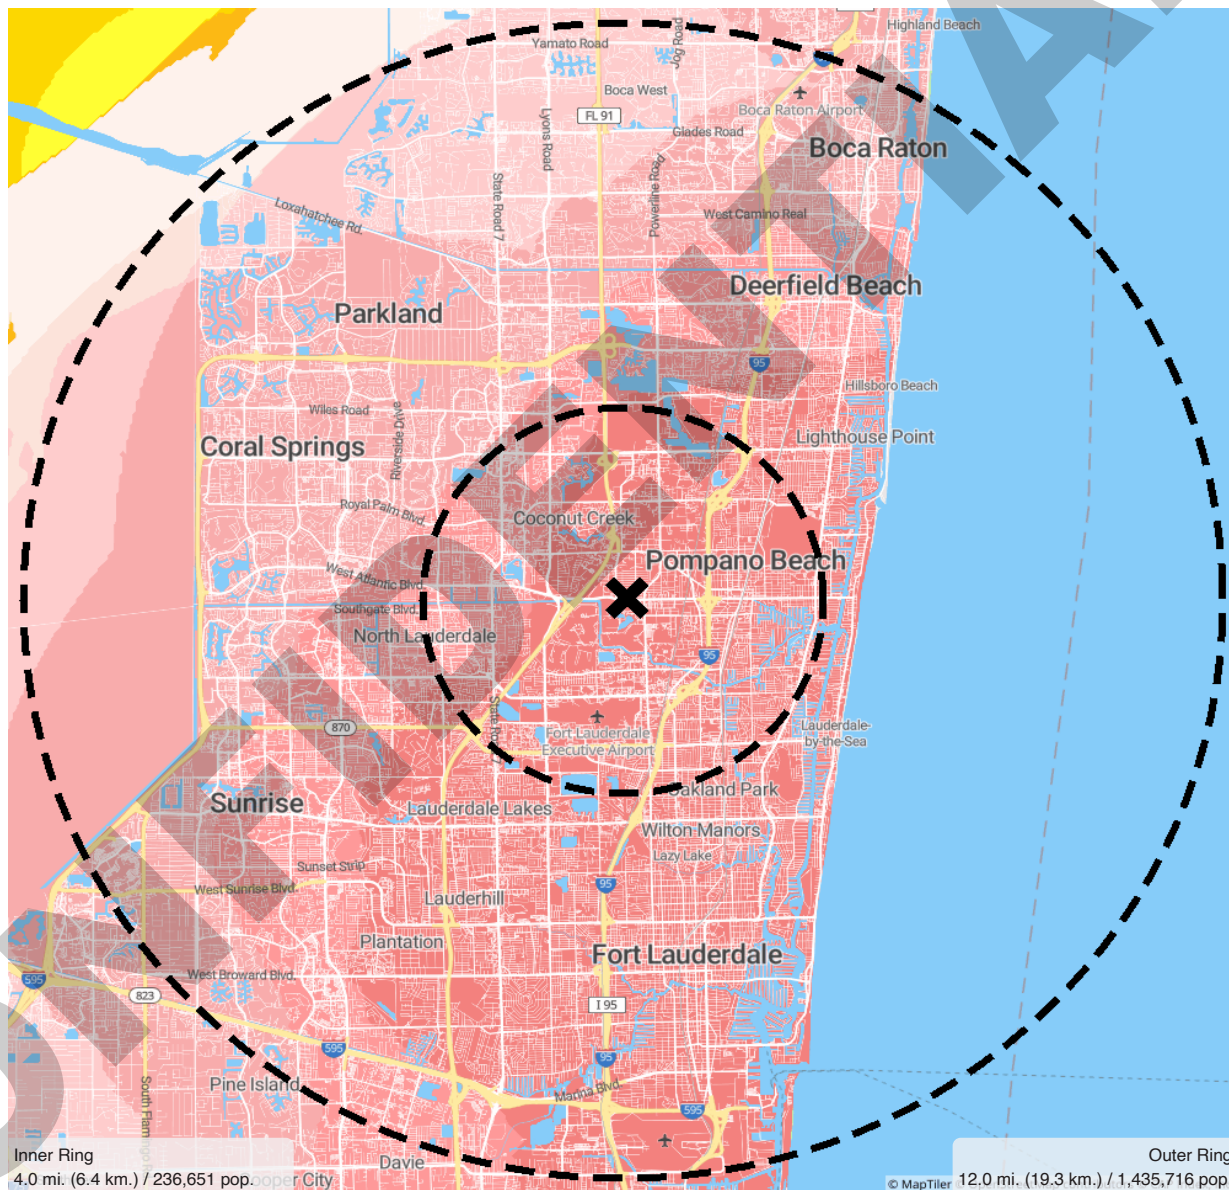 Highland Beach
Yamato Road
Jog Road
Boca West
Boca Raton Airport
FL 91
Lyons Road
Glades Road
Boca Raton
Powerline Road
State Road 7
Loxahatchee Rd.
West Camino Real
Deerfield Beach
Parkland
95
Hillsboro Beach
Wiles Road
Riverside Drive
Coral Springs
Lighthouse Point
Royal Palm Blvd.
Coconut Creek
Pompano Beach
West Atlantic Blvd.
Southgate Blvd.
North Lauderdale
95
State Road 7
870
Fort Lauderdale
Executive Airport
Lauderdale-
by-the-Sea
Oakland Park
Sunrise
Lauderdale Lakes
Wilton Manors
Lazy Lake
Sunset Strip
West Sunrise Blvd.
95
Lauderhill
Plantation
Fort Lauderdale
West Broward Blvd.
595
823
I 95
595
95
Pine Island
Marina Blvd.
595
Davie
Cooper City
Inner Ring
4.0 mi. (6.4 km.) / 236,651 pop.
Outer Ring
12.0 mi. (19.3 km.) / 1,435,716 pop.
© MapTiler